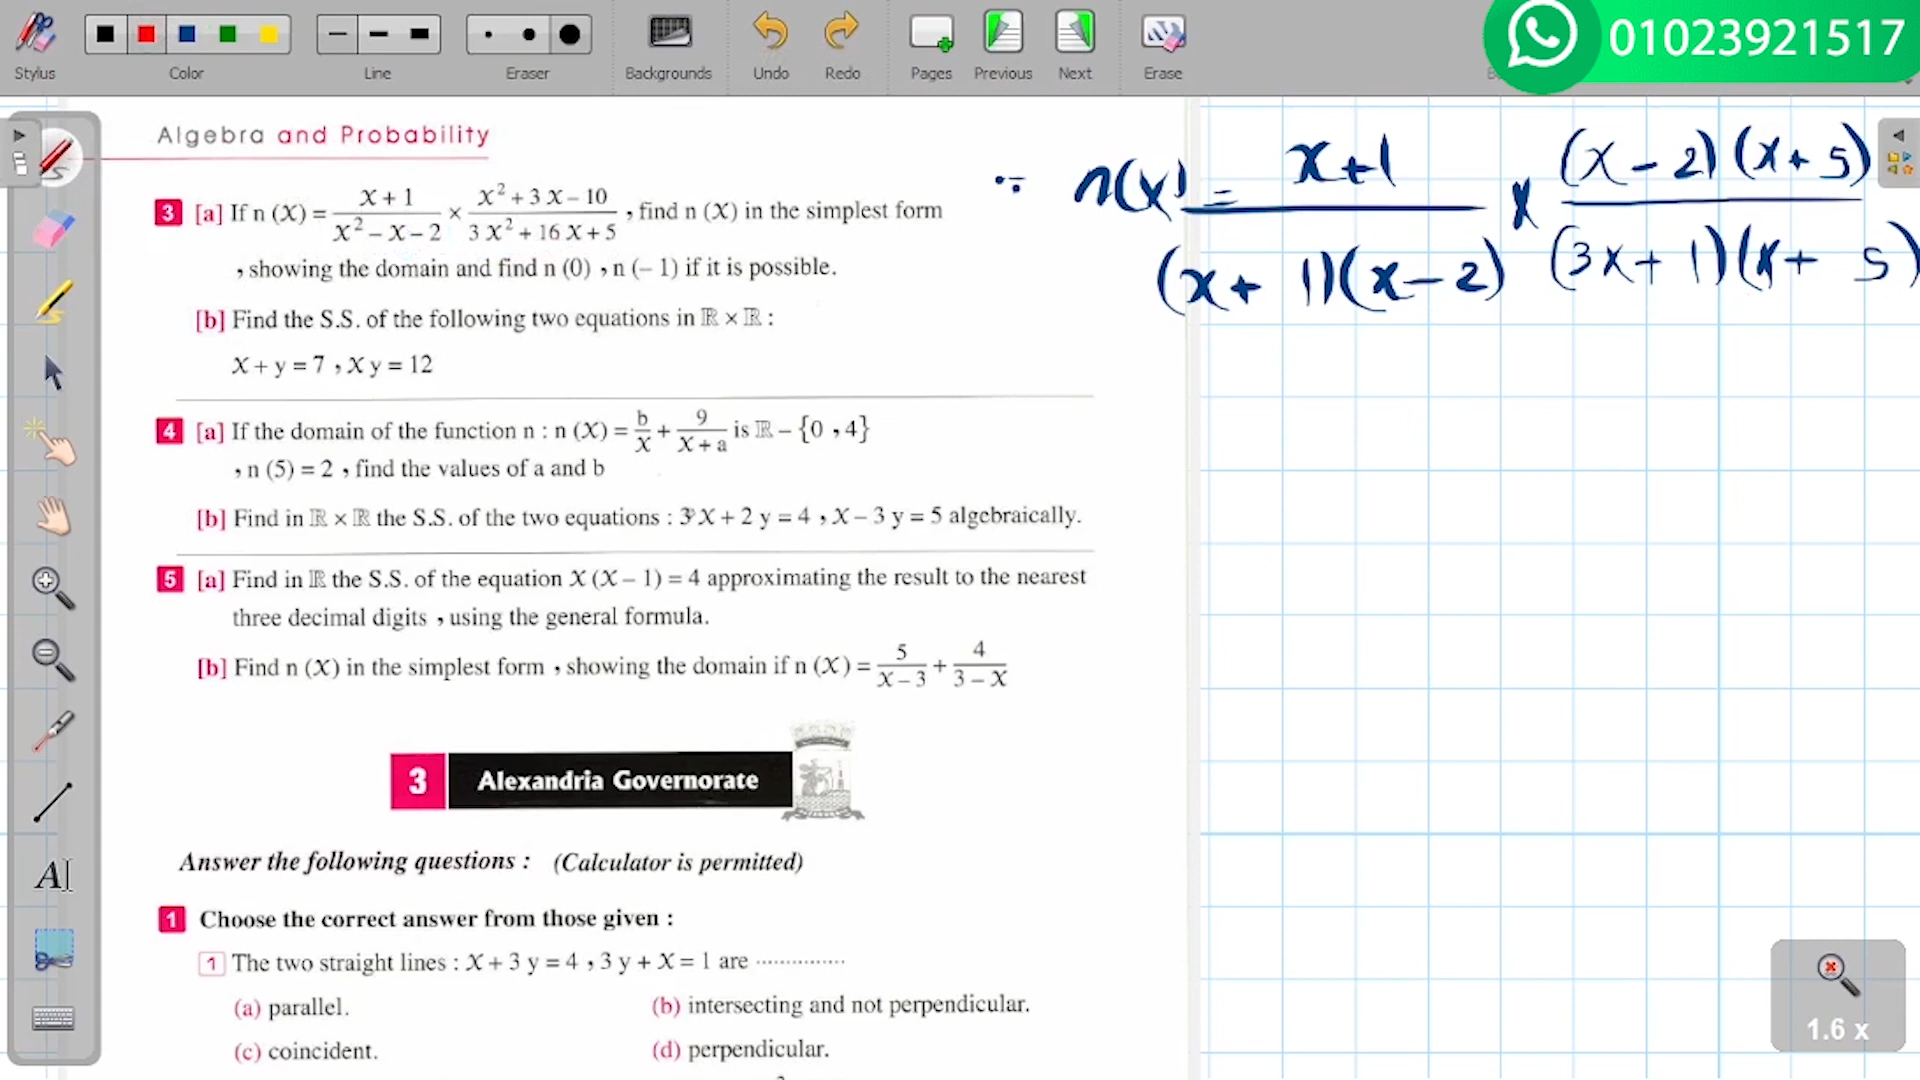 Stylus Color Line Eraser Backgrounds Undo Redo Pages Previous Next Erase
01023921517
Algebra and Probability
3 [a] If n (X) = (X + 1)/(X² – X – 2) × (X² + 3 X – 10)/(3 X² + 16 X + 5) , find n (X) in the simplest form
, showing the domain and find n (0) , n (– 1) if it is possible.
[b] Find the S.S. of the following two equations in ℝ × ℝ :
X + y = 7 , X y = 12
4 [a] If the domain of the function n : n (X) = b/X + 9/(X + a) is ℝ – {0 , 4}
, n (5) = 2 , find the values of a and b
[b] Find in ℝ × ℝ the S.S. of the two equations : 3 X + 2 y = 4 , X – 3 y = 5 algebraically.
5 [a] Find in ℝ the S.S. of the equation X (X – 1) = 4 approximating the result to the nearest
three decimal digits , using the general formula.
[b] Find n (X) in the simplest form , showing the domain if n (X) = 5/(X – 3) + 4/(3 – X)
3 Alexandria Governorate
Answer the following questions : (Calculator is permitted)
1 Choose the correct answer from those given :
1 The two straight lines : X + 3 y = 4 , 3 y + X = 1 are ...............
(a) parallel. (b) intersecting and not perpendicular.
(c) coincident. (d) perpendicular.
∵ n(x) = (x+1)/((x+1)(x-2)) × ((x-2)(x+5))/((3x+1)(x+5))
1.6 x